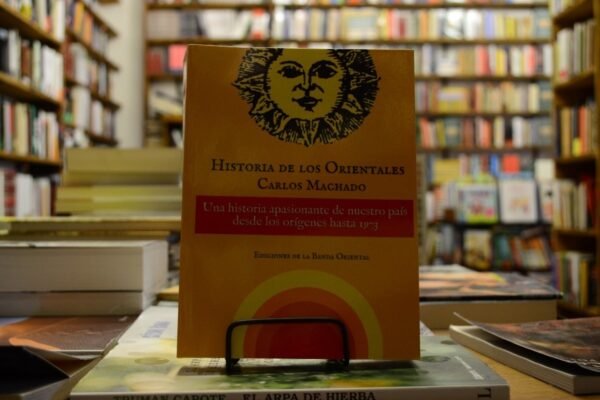 Historia de los Orientales
Carlos Machado
Una historia apasionante de nuestro país
desde los orígenes hasta 1973
Ediciones de la Banda Oriental
TRUMAN CAPOTE EL ARPA DE HIERBA